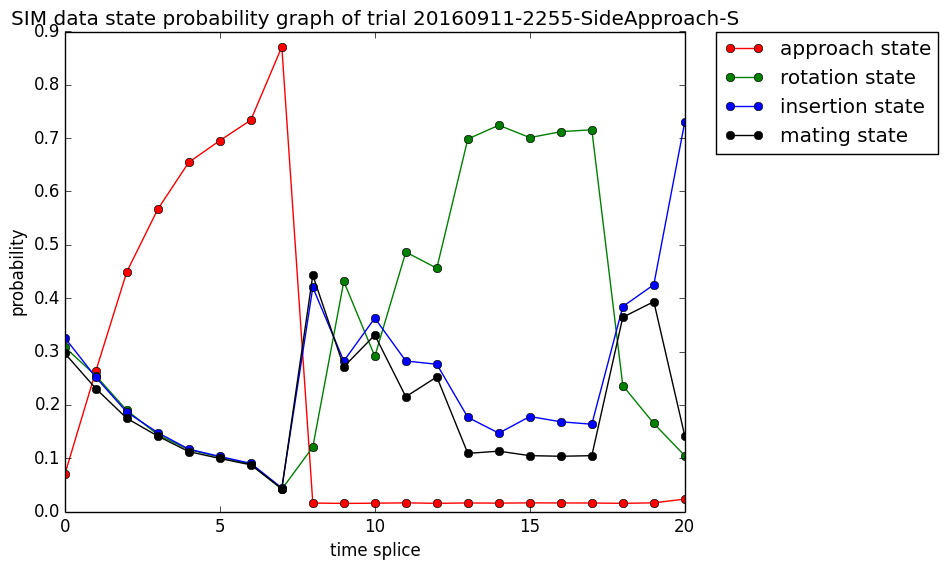 SIM data state probability graph of trial 20160911-2255-SideApproach-S
0.9
0.8
0.7
0.6
0.5
0.4
0.3
0.2
0.1
0.0
probability
0 5 10 15 20
time splice
approach state
rotation state
insertion state
mating state